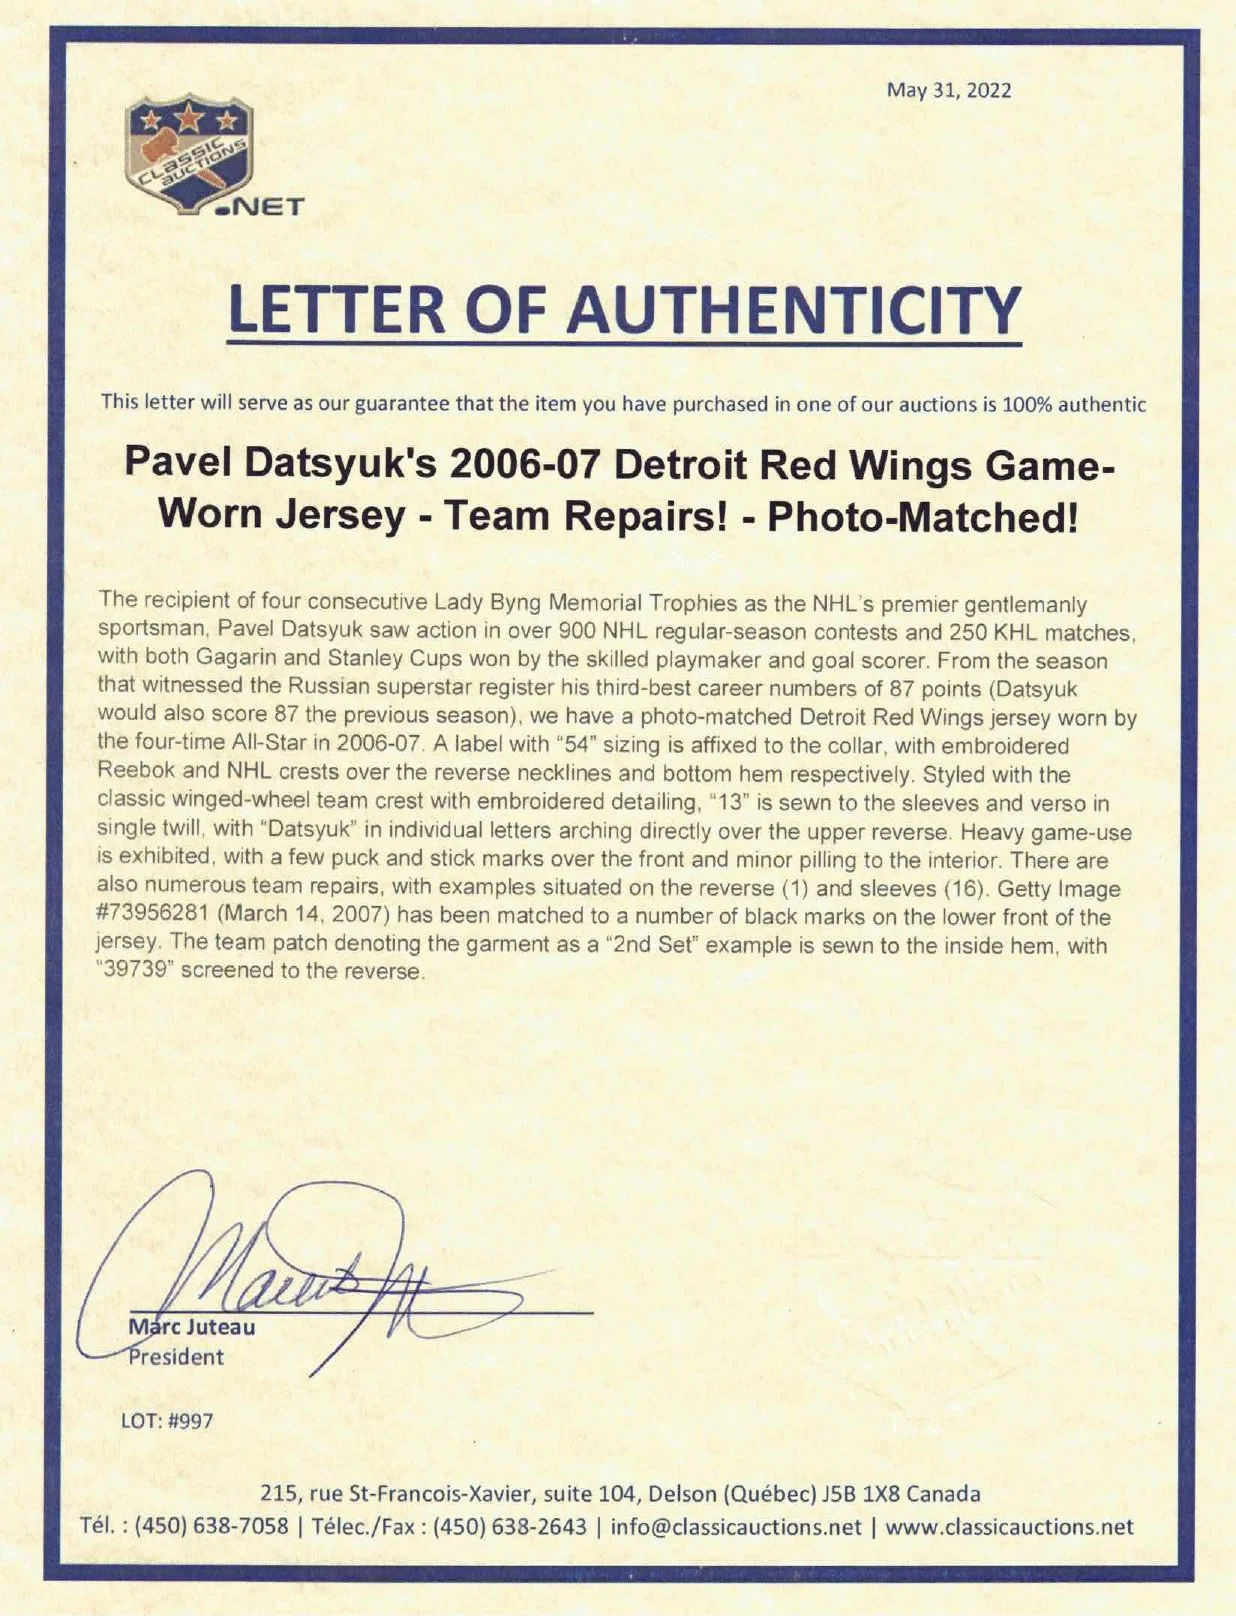 May 31, 2022
CLASSIC
AUCTIONS
.NET
LETTER OF AUTHENTICITY
This letter will serve as our guarantee that the item you have purchased in one of our auctions is 100% authentic
Pavel Datsyuk's 2006-07 Detroit Red Wings Game-
Worn Jersey - Team Repairs! - Photo-Matched!
The recipient of four consecutive Lady Byng Memorial Trophies as the NHL's premier gentlemanly
sportsman, Pavel Datsyuk saw action in over 900 NHL regular-season contests and 250 KHL matches,
with both Gagarin and Stanley Cups won by the skilled playmaker and goal scorer. From the season
that witnessed the Russian superstar register his third-best career numbers of 87 points (Datsyuk
would also score 87 the previous season), we have a photo-matched Detroit Red Wings jersey worn by
the four-time All-Star in 2006-07. A label with “54” sizing is affixed to the collar, with embroidered
Reebok and NHL crests over the reverse necklines and bottom hem respectively. Styled with the
classic winged-wheel team crest with embroidered detailing, “13” is sewn to the sleeves and verso in
single twill, with “Datsyuk” in individual letters arching directly over the upper reverse. Heavy game-use
is exhibited, with a few puck and stick marks over the front and minor pilling to the interior. There are
also numerous team repairs, with examples situated on the reverse (1) and sleeves (16). Getty Image
#73956281 (March 14, 2007) has been matched to a number of black marks on the lower front of the
jersey. The team patch denoting the garment as a “2nd Set” example is sewn to the inside hem, with
“39739” screened to the reverse.
Marc Juteau
President
LOT: #997
215, rue St-Francois-Xavier, suite 104, Delson (Québec) J5B 1X8 Canada
Tél. : (450) 638-7058 | Télec./Fax : (450) 638-2643 | info@classicauctions.net | www.classicauctions.net